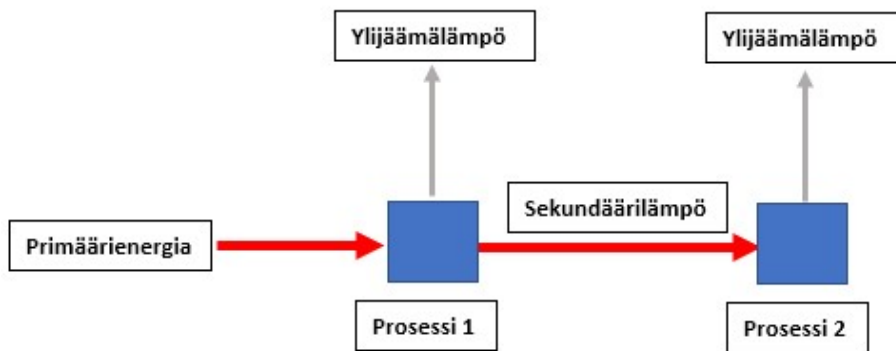 Ylijäämälämpö
Ylijäämälämpö
Sekundäärilämpö
Primäärienergia
Prosessi 1
Prosessi 2